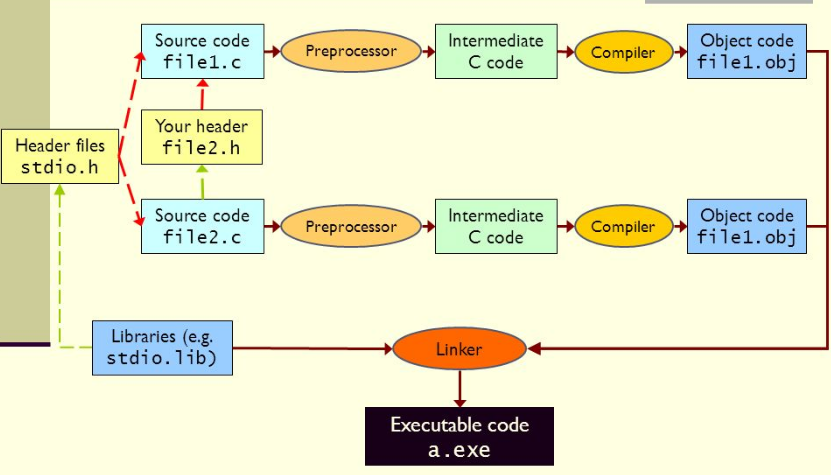 Source code
file1.c
Preprocessor
Intermediate
C code
Compiler
Object code
file1.obj
Your header
file2.h
Header files
stdio.h
Source code
file2.c
Preprocessor
Intermediate
C code
Compiler
Object code
file1.obj
Libraries (e.g.
stdio.lib)
Linker
Executable code
a.exe